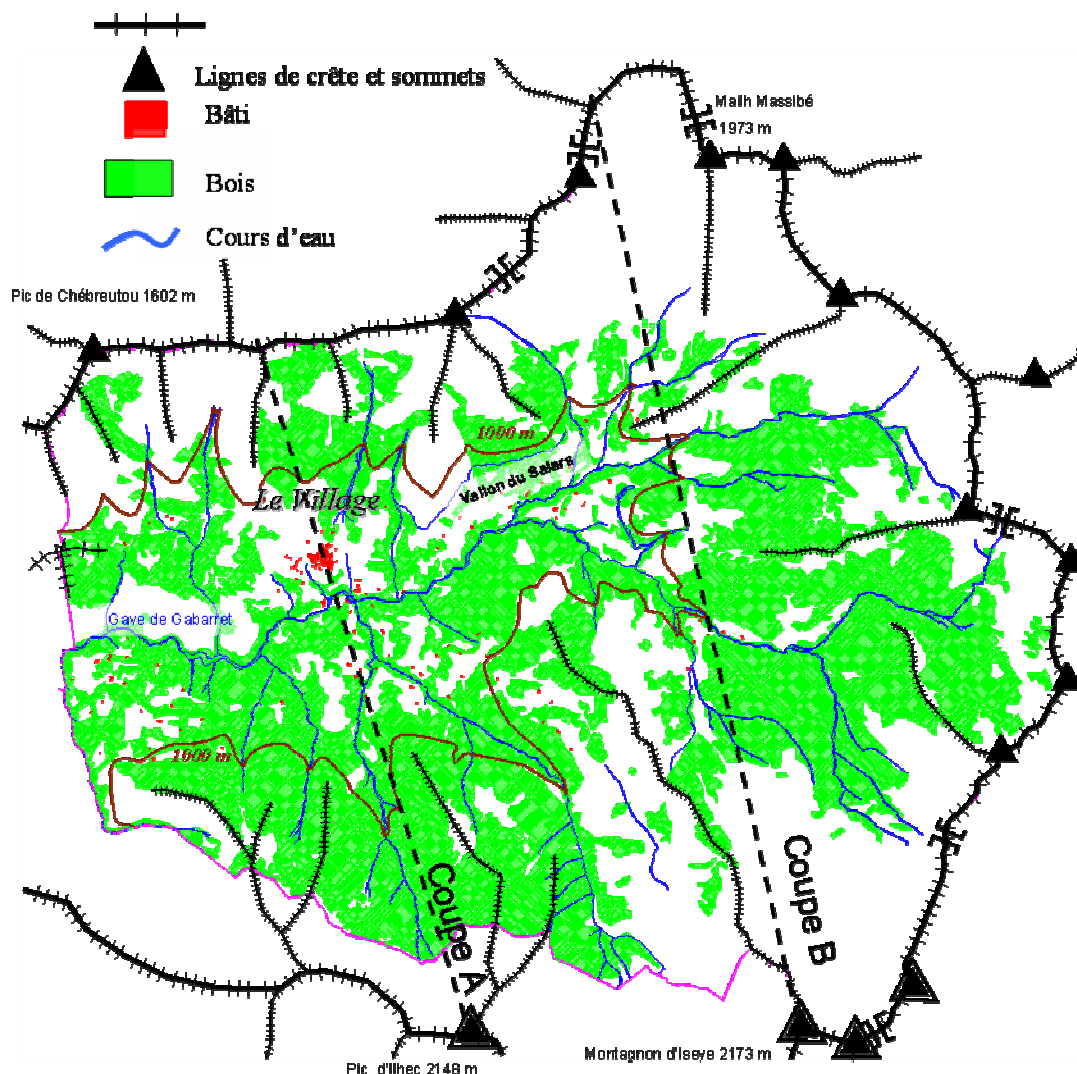 Lignes de crête et sommets
Bâti
Bois
Cours d'eau
Mailh Massibé
1973 m
Pic de Chébreutou 1602 m
1000 m
Vallon du Salars
Le Village
Gave de Gabarret
1000 m
Coupe A
Coupe B
Montagnon d'Iseye 2173 m
Pic d'Ilhec 2148 m